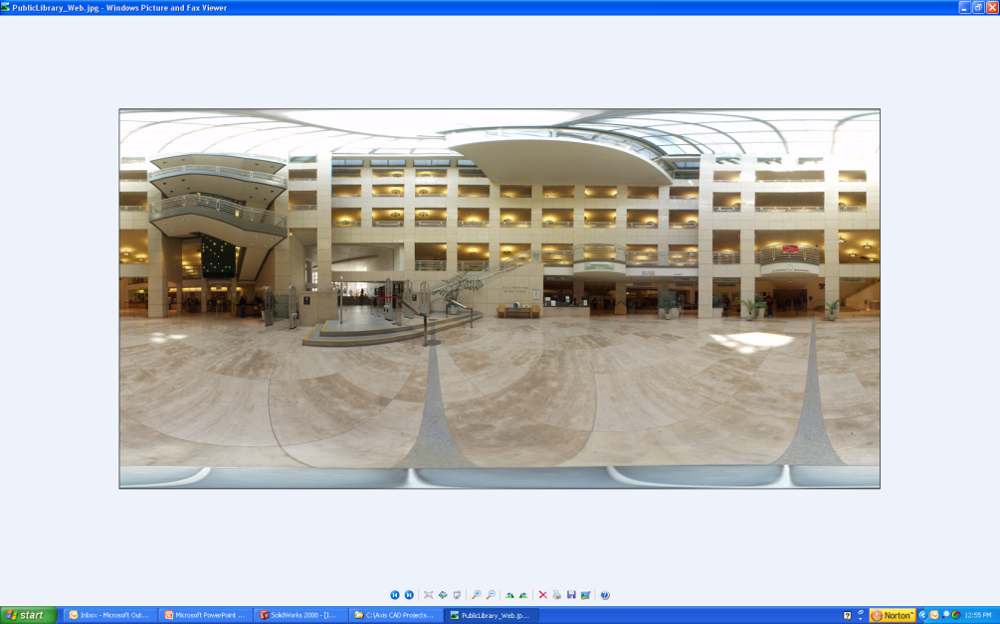 PublicLibrary_Web.jpg - Windows Picture and Fax Viewer
start
Inbox - Microsoft Out...
Microsoft PowerPoint ...
SolidWorks 2008 - [I...
C:\Axis CAD Projects...
PublicLibrary_Web.jp...
Norton™
12:55 PM